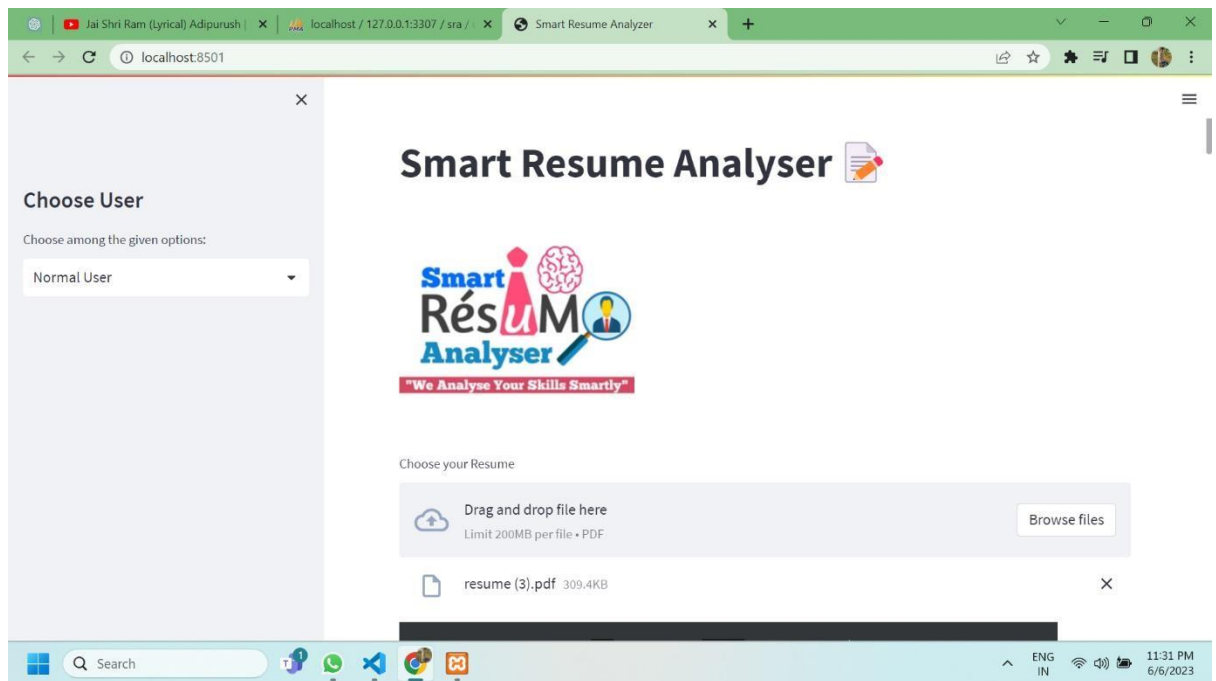 Jai Shri Ram (Lyrical) Adipurush |
localhost / 127.0.0.1:3307 / sra /
Smart Resume Analyzer
localhost:8501
Choose User
Choose among the given options:
Normal User
Smart Resume Analyser
Smart
RésuM
Analyser
"We Analyse Your Skills Smartly"
Choose your Resume
Drag and drop file here
Limit 200MB per file • PDF
Browse files
resume (3).pdf 309.4KB
Search
1
ENG
IN
11:31 PM
6/6/2023